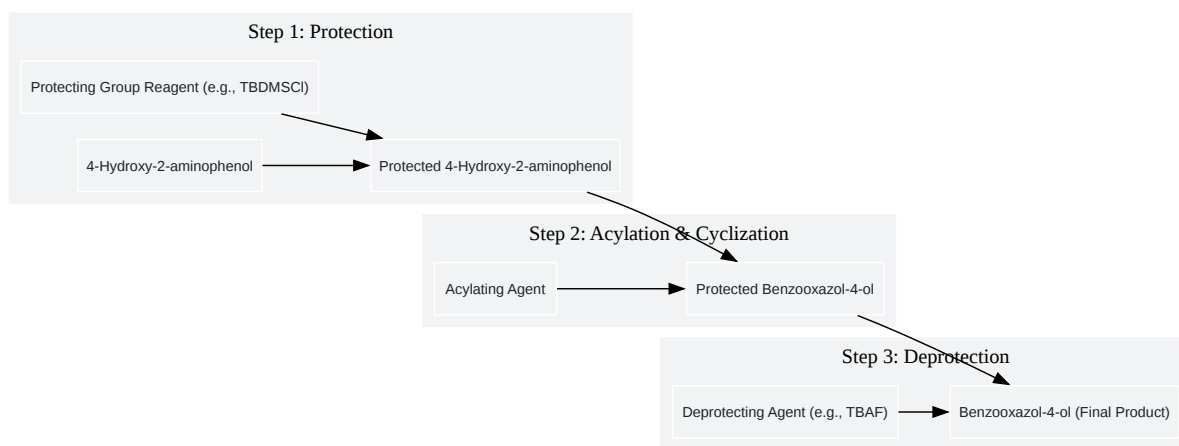 Step 1: Protection
Protecting Group Reagent (e.g., TBDMSCl)
4-Hydroxy-2-aminophenol
Protected 4-Hydroxy-2-aminophenol
Step 2: Acylation & Cyclization
Acylating Agent
Protected Benzooxazol-4-ol
Step 3: Deprotection
Deprotecting Agent (e.g., TBAF)
Benzooxazol-4-ol (Final Product)